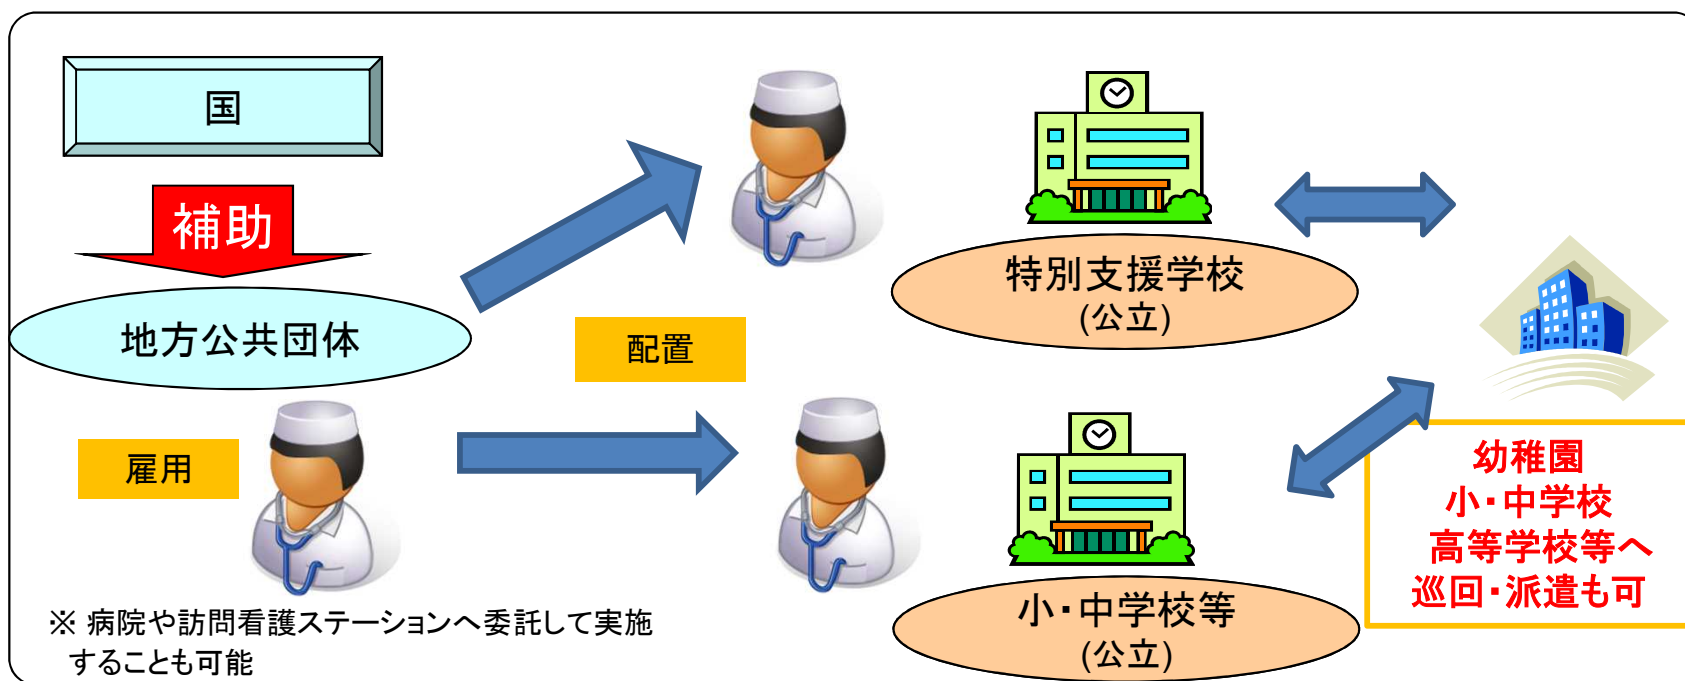 国
補助
地方公共団体
配置
雇用
※ 病院や訪問看護ステーションへ委託して実施
することも可能
特別支援学校
(公立)
小・中学校等
(公立)
幼稚園
小・中学校
高等学校等へ
巡回・派遣も可